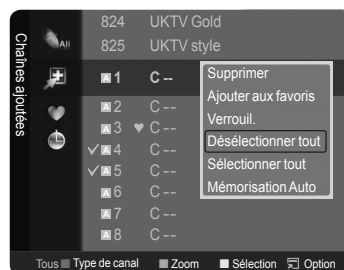 Chaînes ajoutées
All
824 UKTV Gold
825 UKTV style
A 1 C --
A 2 C --
A 3 ♥ C --
✓ A 4 C --
✓ A 5 C --
A 6 C --
A 7 C --
A 8 C --
Supprimer
Ajouter aux favoris
Verrouil.
Désélectionner tout
Sélectionner tout
Mémorisation Auto
Tous Type de canal Zoom Sélection Option